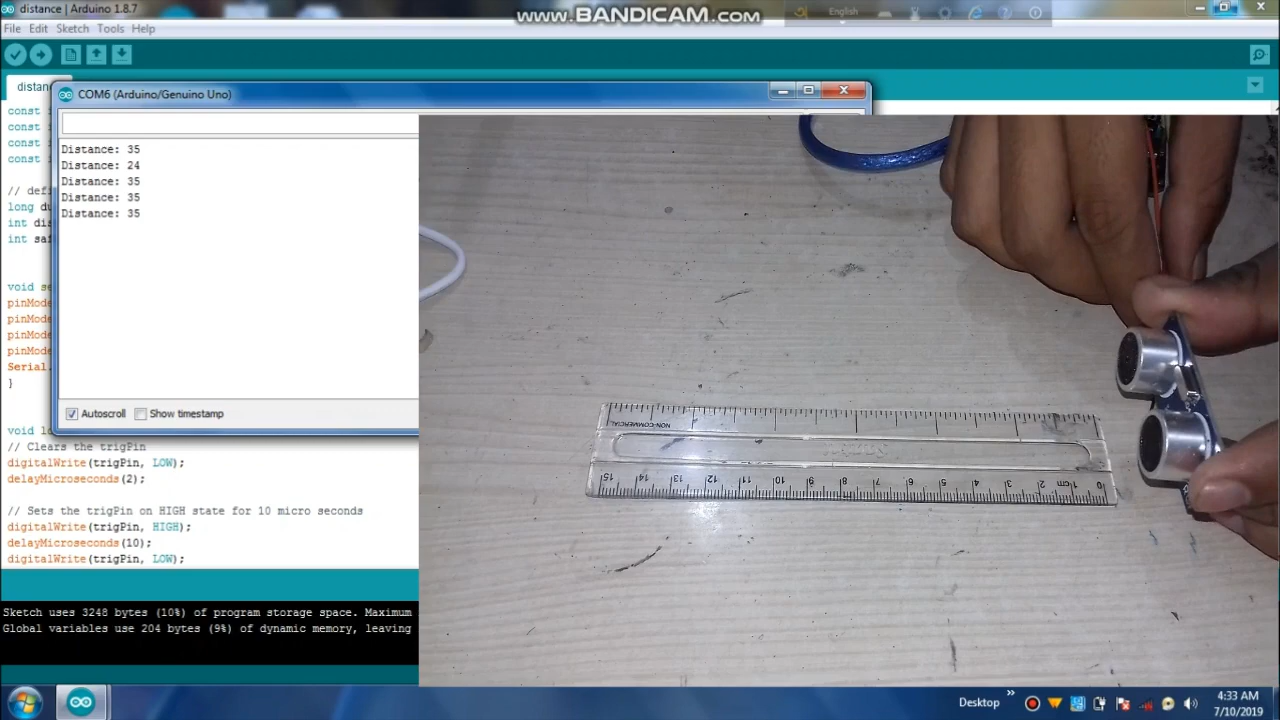 distance | Arduino 1.8.7
www.BANDICAM.com
English
File Edit Sketch Tools Help
distanc
COM6 (Arduino/Genuino Uno)
const i
const
const i
const i
Distance: 35
Distance: 24
Distance: 35
Distance: 35
Distance: 35
// defi
long du
int dis
int saf
void se
pinMode
pinMode
pinMode
pinMode
Serial.
}
Autoscroll Show timestamp
void lo
// Clears the trigPin
digitalWrite(trigPin, LOW);
delayMicroseconds(2);
// Sets the trigPin on HIGH state for 10 micro seconds
digitalWrite(trigPin, HIGH);
delayMicroseconds(10);
digitalWrite(trigPin, LOW);
NON-COMMERCIAL
15 14 13 12 11 10 9 8 7 6 5 4 3 2 1cm 0
Sketch uses 3248 bytes (10%) of program storage space. Maximum
Global variables use 204 bytes (9%) of dynamic memory, leaving
Desktop
4:33 AM
7/10/2019